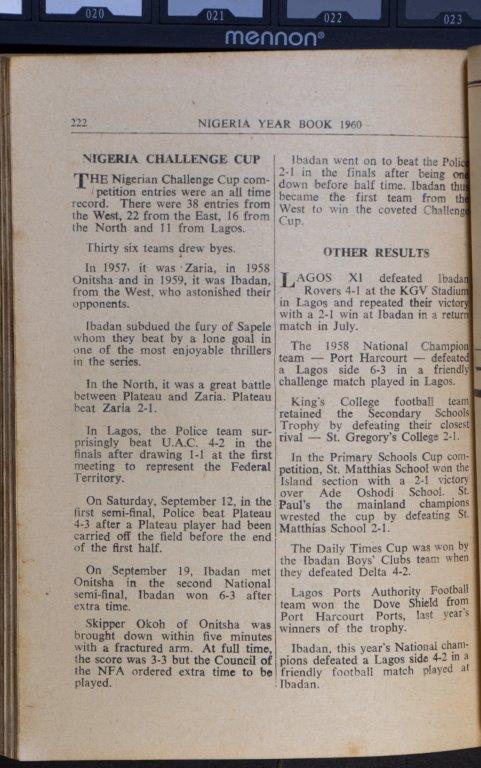 020
021
022
023
mennon®
222
NIGERIA YEAR BOOK 1960
NIGERIA CHALLENGE CUP
THE Nigerian Challenge Cup com-
petition entries were an all time
record. There were 38 entries from
the West, 22 from the East, 16 from
the North and 11 from Lagos.
Thirty six teams drew byes.
In 1957, it was Zaria, in 1958
Onitsha and in 1959, it was Ibadan,
from the West, who astonished their
opponents.
Ibadan subdued the fury of Sapele
whom they beat by a lone goal in
one of the most enjoyable thrillers
in the series.
In the North, it was a great battle
between Plateau and Zaria. Plateau
beat Zaria 2-1.
In Lagos, the Police team sur-
prisingly beat U.A.C. 4-2 in the
finals after drawing 1-1 at the first
meeting to represent the Federal
Territory.
On Saturday, September 12, in the
first semi-final, Police beat Plateau
4-3 after a Plateau player had been
carried off the field before the end
of the first half.
On September 19, Ibadan met
Onitsha in the second National
semi-final, Ibadan won 6-3 after
extra time.
Skipper Okoh of Onitsha was
brought down within five minutes
with a fractured arm. At full time,
the score was 3-3 but the Council of
the NFA ordered extra time to be
played.
Ibadan went on to beat the Police
2-1 in the finals after being one
down before half time. Ibadan thus
became the first team from the
West to win the coveted Challenge
Cup.
OTHER RESULTS
LAGOS XI defeated Ibadan
Rovers 4-1 at the KGV Stadium
in Lagos and repeated their victory
with a 2-1 win at Ibadan in a return
match in July.
The 1958 National Champion
team — Port Harcourt — defeated
a Lagos side 6-3 in a friendly
challenge match played in Lagos.
King's College football team
retained the Secondary Schools
Trophy by defeating their closest
rival — St. Gregory's College 2-1.
In the Primary Schools Cup com-
petition, St. Matthias School won the
Island section with a 2-1 victory
over Ade Oshodi School. St.
Paul's the mainland champions
wrested the cup by defeating St.
Matthias School 2-1.
The Daily Times Cup was won by
the Ibadan Boys' Clubs team when
they defeated Delta 4-2.
Lagos Ports Authority Football
team won the Dove Shield from
Port Harcourt Ports, last year's
winners of the trophy.
Ibadan, this year's National cham-
pions defeated a Lagos side 4-2 in a
friendly football match played at
Ibadan.